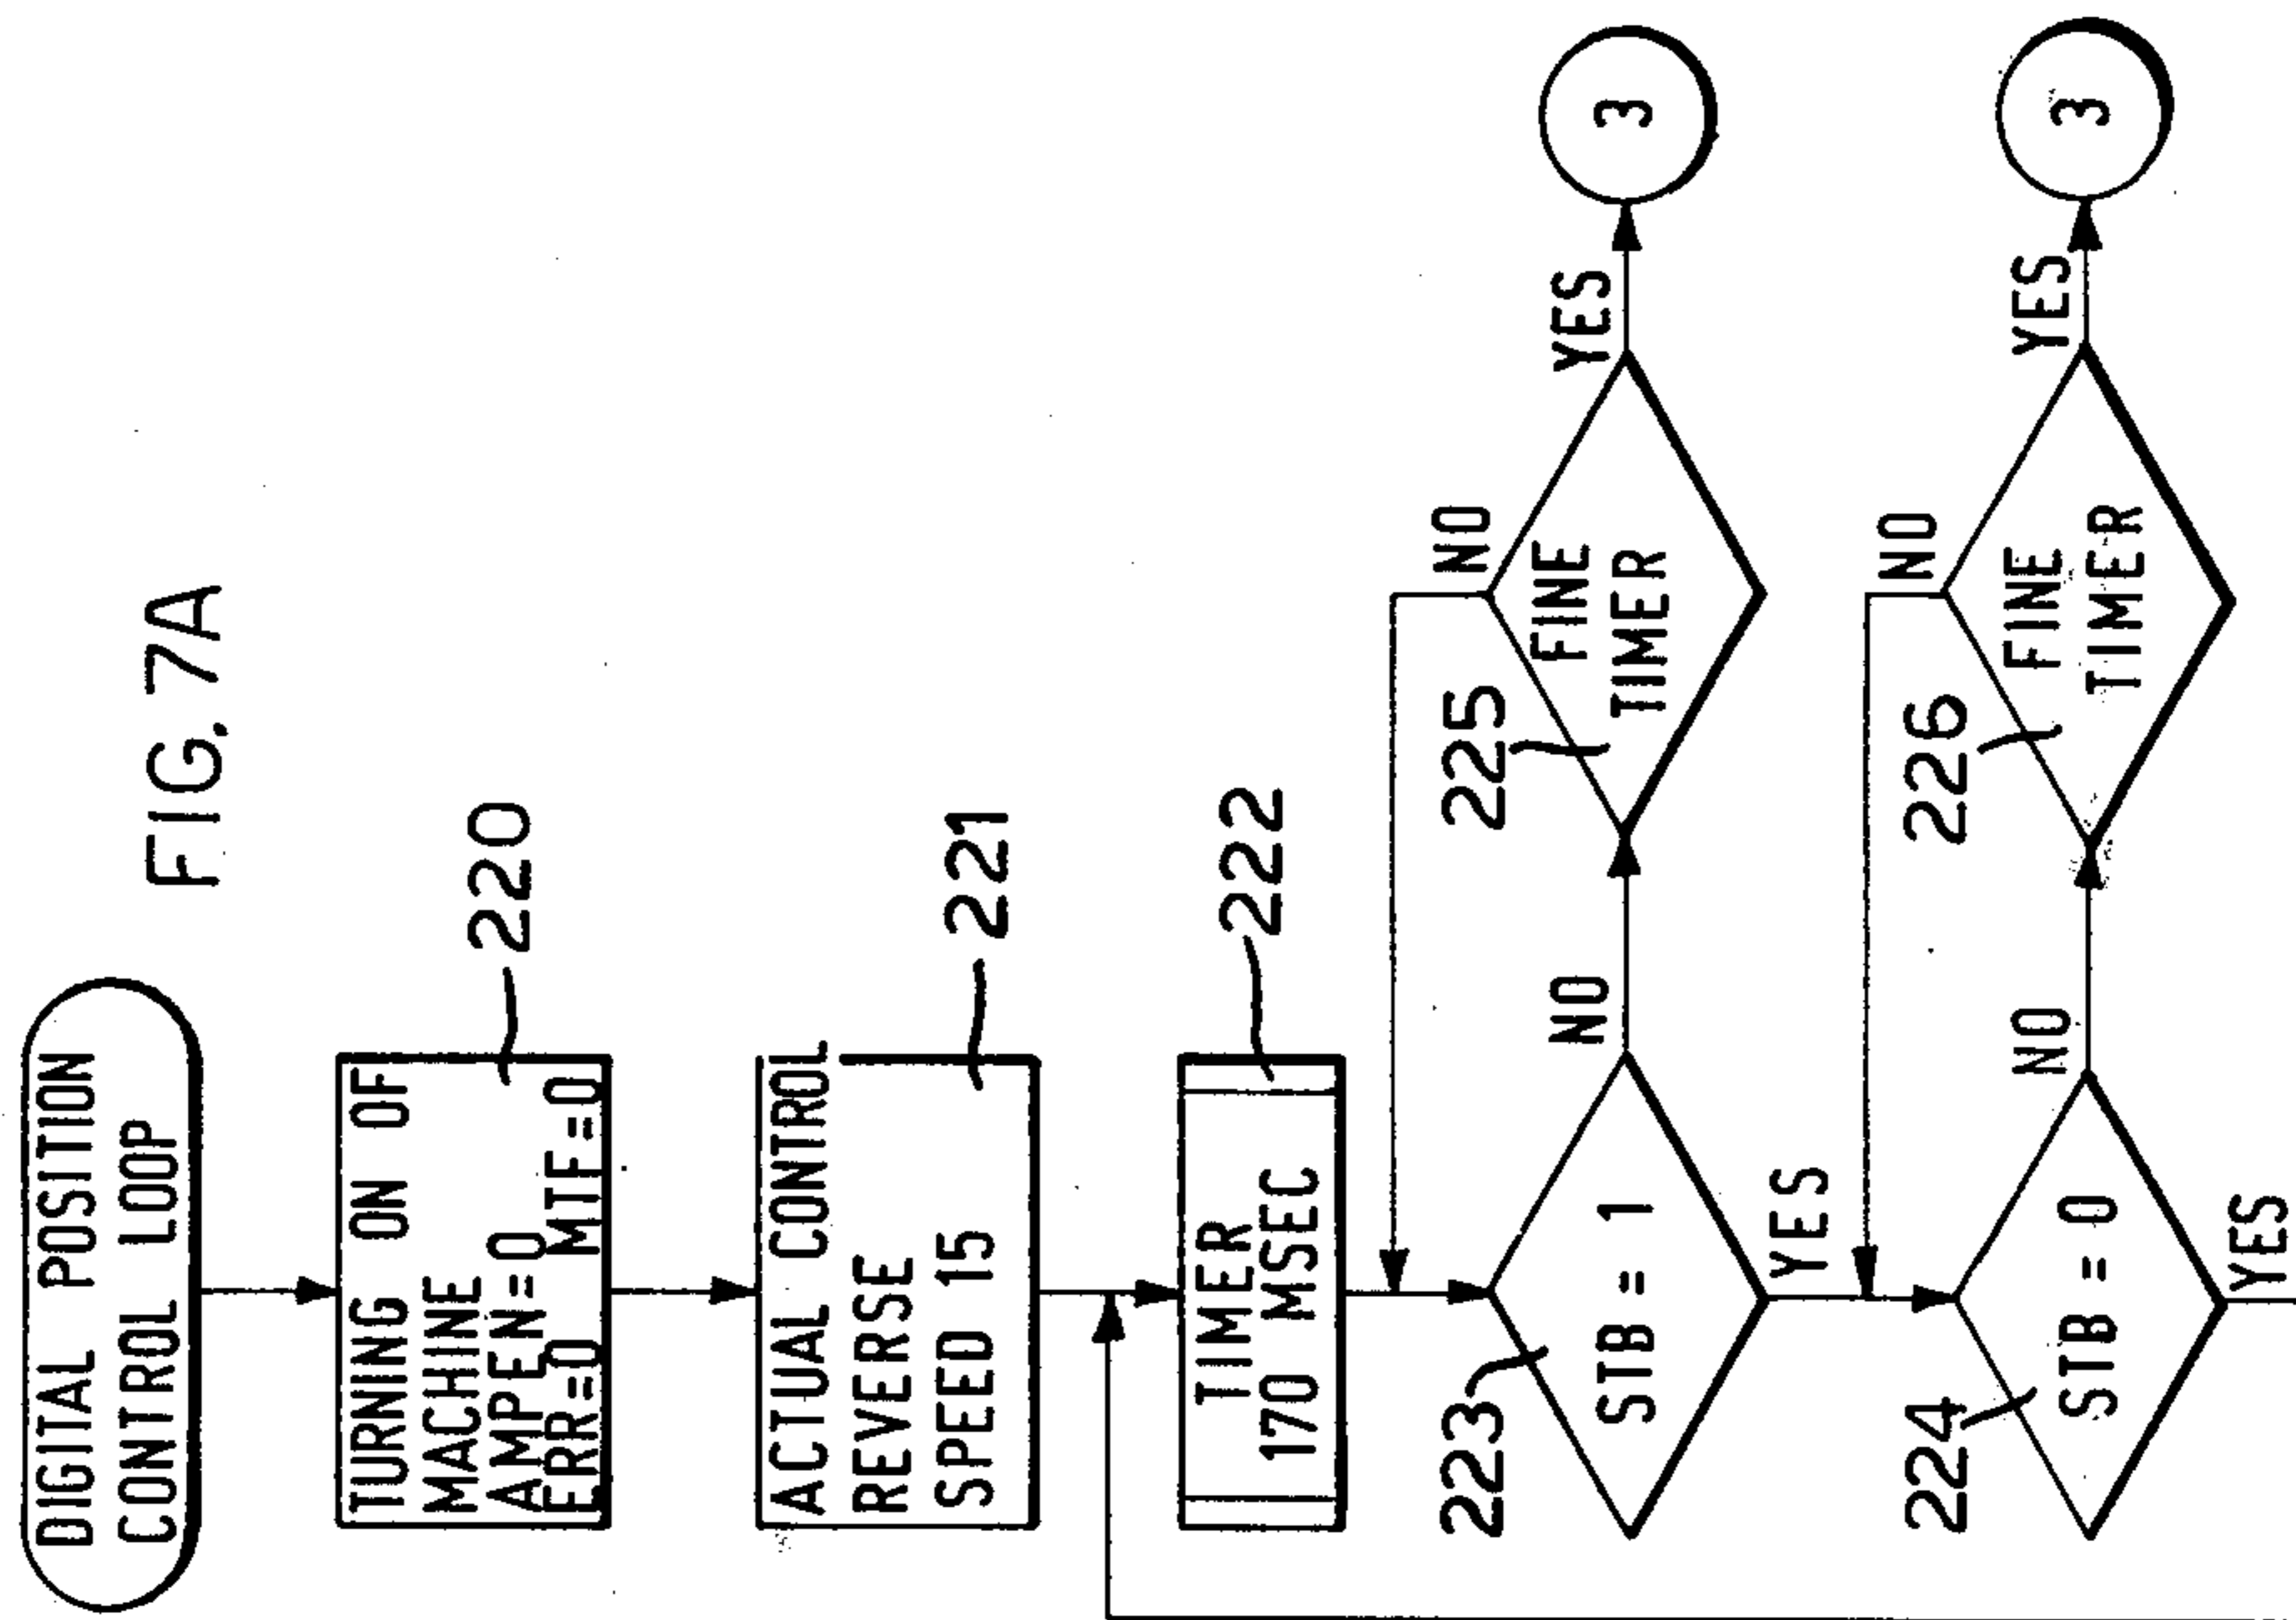 FIG. 7A
DIGITAL POSITION
CONTROL LOOP
TURNING ON OF
MACHINE
AMPEN=0
ERR=0 MTF=0
220
ACTUAL CONTROL
REVERSE
SPEED 15
221
TIMER
170 MSEC
222
223
STB = 1
NO
YES
225
FINE
TIMER
NO
YES
3
224
STB = 0
NO
YES
226
FINE
TIMER
NO
YES
3